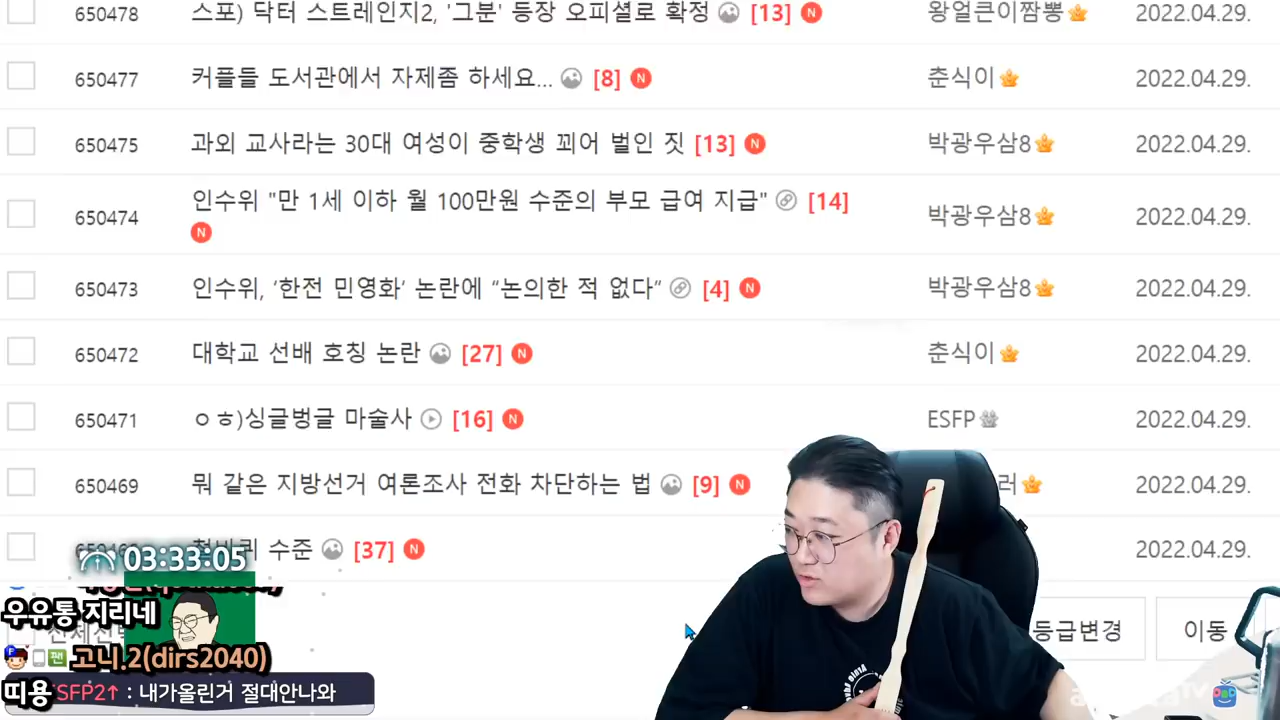 650478 스포) 닥터 스트레인지2, '그분' 등장 오피셜로 확정 [13] N 왕얼큰이짬뽕 2022.04.29.
650477 커플들 도서관에서 자제좀 하세요... [8] N 춘식이 2022.04.29.
650475 과외 교사라는 30대 여성이 중학생 꾀어 벌인 짓 [13] N 박광우삼8 2022.04.29.
650474 인수위 "만 1세 이하 월 100만원 수준의 부모 급여 지급" [14] 박광우삼8 2022.04.29.
N
650473 인수위, ‘한전 민영화’ 논란에 “논의한 적 없다” [4] N 박광우삼8 2022.04.29.
650472 대학교 선배 호칭 논란 [27] N 춘식이 2022.04.29.
650471 ㅇㅎ)싱글벙글 마술사 [16] N ESFP 2022.04.29.
650469 뭐 같은 지방선거 여론조사 전화 차단하는 법 [9] N 러 2022.04.29.
수준 [37] N 2022.04.29.
03:33:05
우유통 지리네
등급변경 이동
고니.2(dirs2040)
띠용
SFP2↑ : 내가올린거 절대안나와